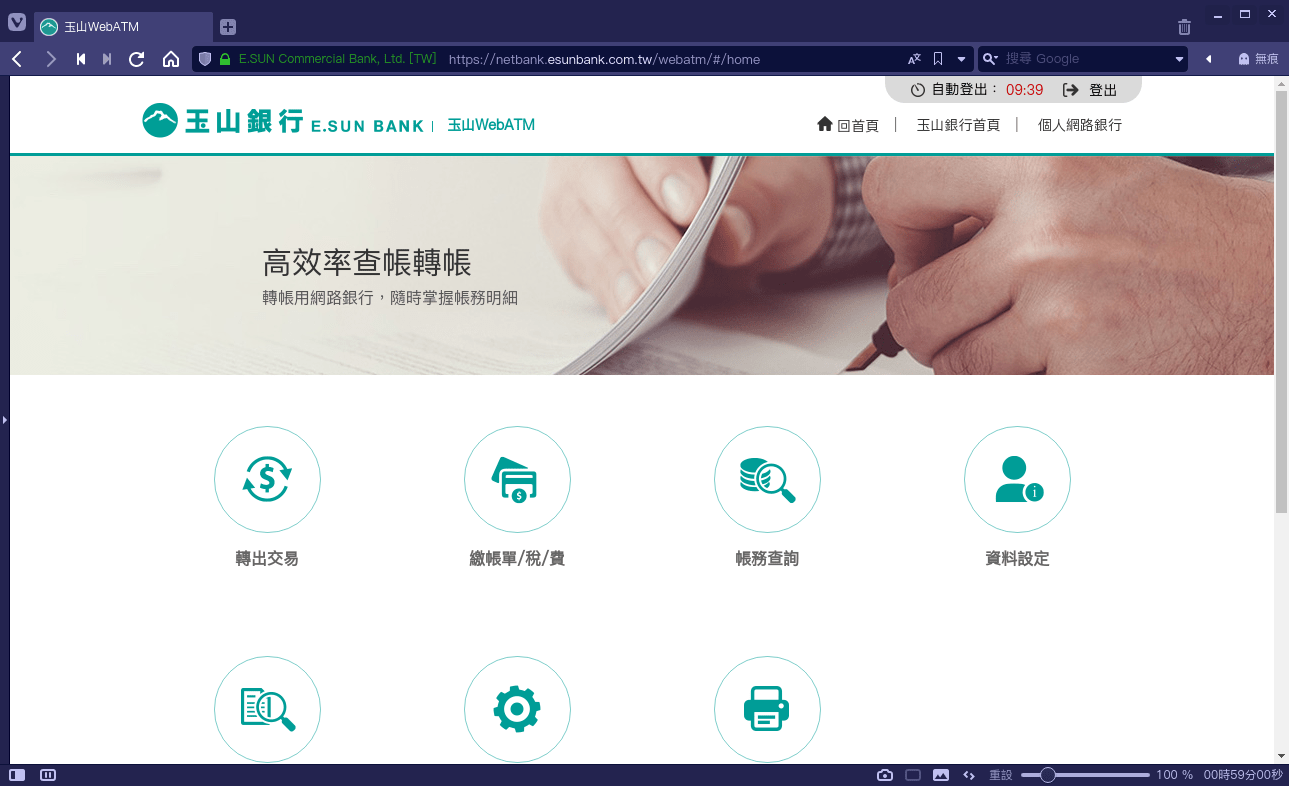 玉山WebATM
E.SUN Commercial Bank, Ltd. [TW]
https://netbank.esunbank.com.tw/webatm/#/home
搜尋 Google
無痕
自動登出： 09:39 登出
玉山銀行 E.SUN BANK | 玉山WebATM
回首頁 | 玉山銀行首頁 | 個人網路銀行
高效率查帳轉帳
轉帳用網路銀行，隨時掌握帳務明細
轉出交易
繳帳單/稅/費
帳務查詢
資料設定
重設
100 %
00時59分00秒